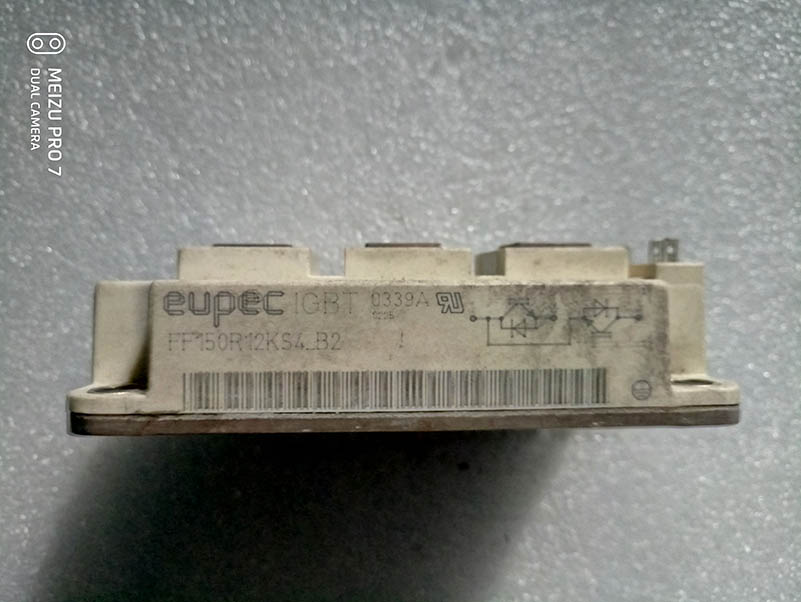 MEIZU PRO 7
DUAL CAMERA
eupec IGBT 0339A
FF150R12KS4_B2